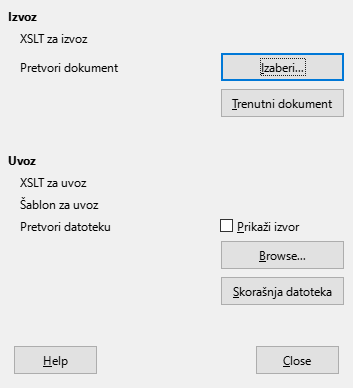 Izvoz
XSLT za izvoz
Pretvori dokument
Izaberi...
Trenutni dokument
Uvoz
XSLT za uvoz
Šablon za uvoz
Pretvori datoteku
Prikaži izvor
Browse...
Skorašnja datoteka
Help
Close